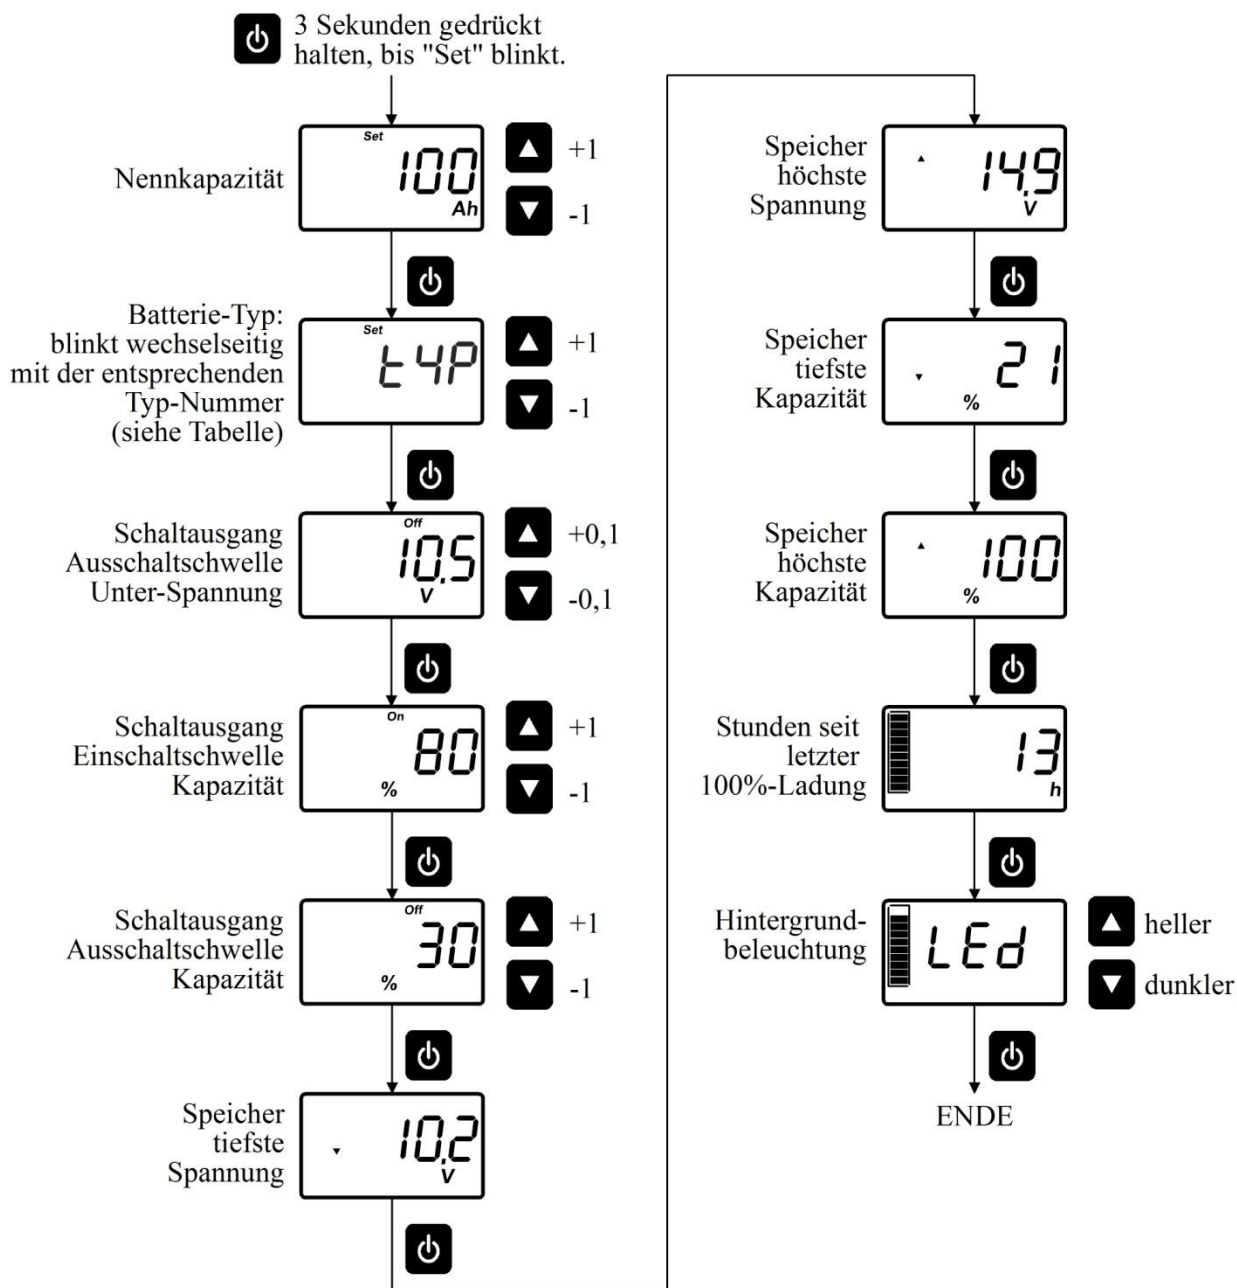 3 Sekunden gedrückt
halten, bis "Set" blinkt.
Nennkapazität
Set
100
Ah
+1
-1
Batterie-Typ:
blinkt wechselseitig
mit der entsprechenden
Typ-Nummer
(siehe Tabelle)
Set
tYP
+1
-1
Schaltausgang
Ausschaltschwelle
Unter-Spannung
Off
10.5
V
+0,1
-0,1
Schaltausgang
Einschaltschwelle
Kapazität
On
80
%
+1
-1
Schaltausgang
Ausschaltschwelle
Kapazität
Off
30
%
+1
-1
Speicher
tiefste
Spannung
10.2
V
Speicher
höchste
Spannung
14.9
V
Speicher
tiefste
Kapazität
21
%
Speicher
höchste
Kapazität
100
%
Stunden seit
letzter
100%-Ladung
13
h
Hintergrund-
beleuchtung
LEd
heller
dunkler
ENDE